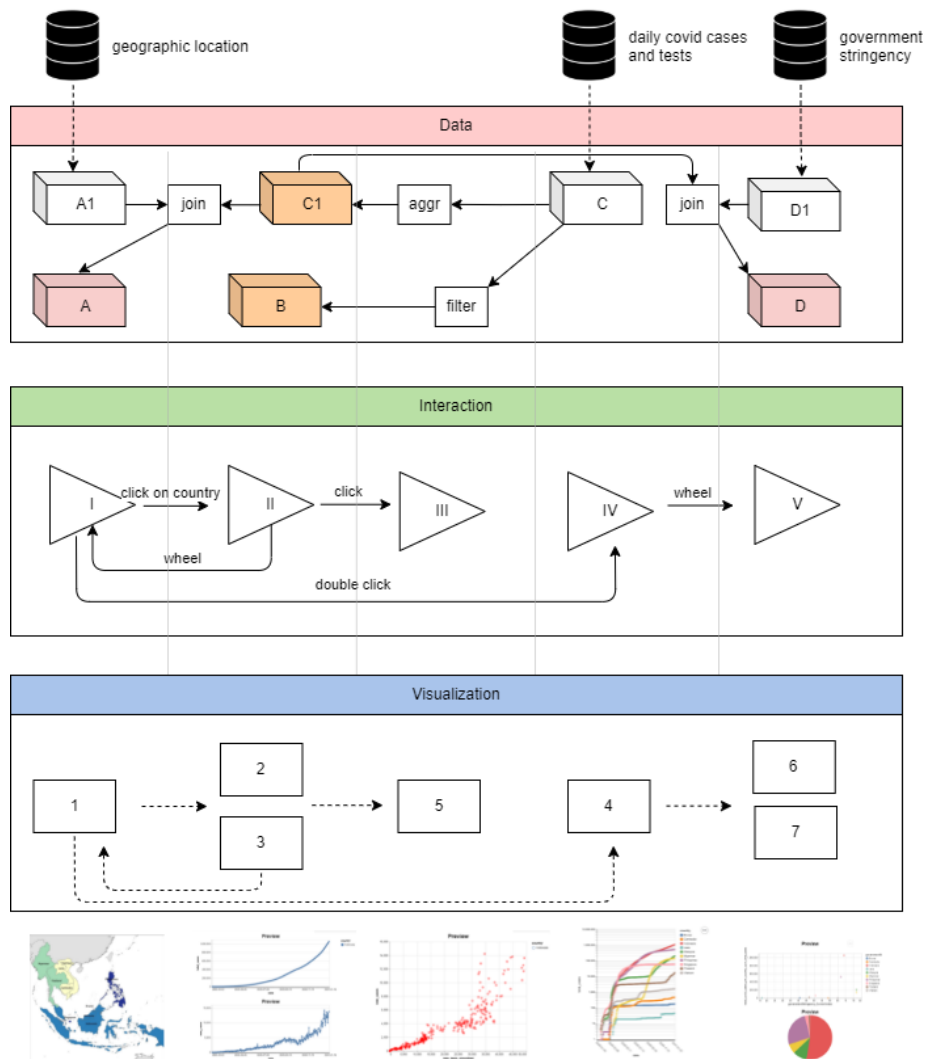 geographic location
daily covid cases
and tests
government
stringency
Data
A1
join
C1
aggr
C
join
D1
A
B
filter
D
Interaction
I
click on country
II
click
III
IV
wheel
V
wheel
double click
Visualization
1
2
3
5
4
6
7
Preview
Preview
Preview
Preview